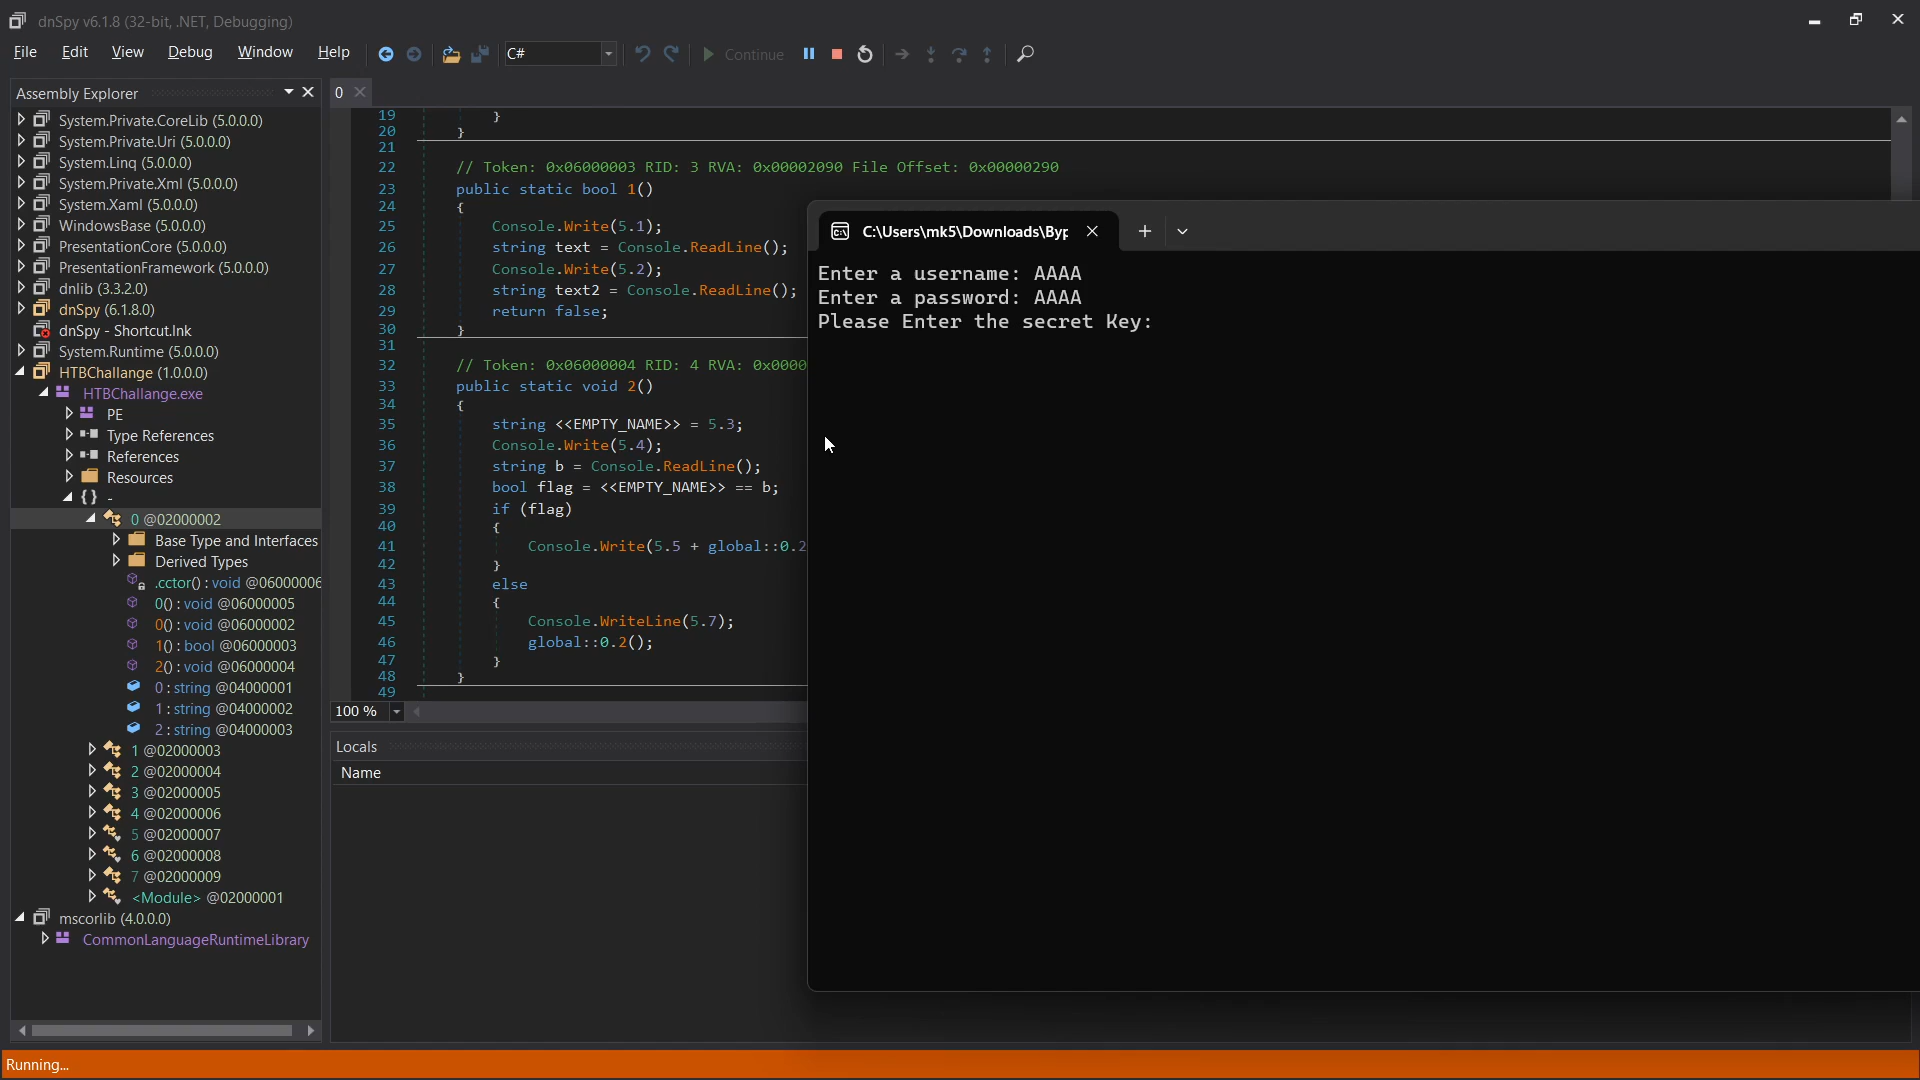 dnSpy v6.1.8 (32-bit, .NET, Debugging)
File Edit View Debug Window Help C# Continue
Assembly Explorer
System.Private.CoreLib (5.0.0.0)
System.Private.Uri (5.0.0.0)
System.Linq (5.0.0.0)
System.Private.Xml (5.0.0.0)
System.Xaml (5.0.0.0)
WindowsBase (5.0.0.0)
PresentationCore (5.0.0.0)
PresentationFramework (5.0.0.0)
dnlib (3.3.2.0)
dnSpy (6.1.8.0)
dnSpy - Shortcut.lnk
System.Runtime (5.0.0.0)
HTBChallange (1.0.0.0)
HTBChallange.exe
PE
Type References
References
Resources
{} -
0 @02000002
Base Type and Interfaces
Derived Types
.cctor() : void @06000006
0() : void @06000005
0() : void @06000002
1() : bool @06000003
2() : void @06000004
0 : string @04000001
1 : string @04000002
2 : string @04000003
1 @02000003
2 @02000004
3 @02000005
4 @02000006
5 @02000007
6 @02000008
7 @02000009
<Module> @02000001
mscorlib (4.0.0.0)
CommonLanguageRuntimeLibrary
0
19 }
20 }
21
22 // Token: 0x06000003 RID: 3 RVA: 0x00002090 File Offset: 0x00000290
23 public static bool 1()
24 {
25 Console.Write(5.1);
26 string text = Console.ReadLine();
27 Console.Write(5.2);
28 string text2 = Console.ReadLine();
29 return false;
30 }
31
32 // Token: 0x06000004 RID: 4 RVA: 0x0000
33 public static void 2()
34 {
35 string <<EMPTY_NAME>> = 5.3;
36 Console.Write(5.4);
37 string b = Console.ReadLine();
38 bool flag = <<EMPTY_NAME>> == b;
39 if (flag)
40 {
41 Console.Write(5.5 + global::0.2
42 }
43 else
44 {
45 Console.WriteLine(5.7);
46 global::0.2();
47 }
48 }
49
100 %
Locals
Name
C:\Users\mk5\Downloads\Byp
Enter a username: AAAA
Enter a password: AAAA
Please Enter the secret Key:
Running...